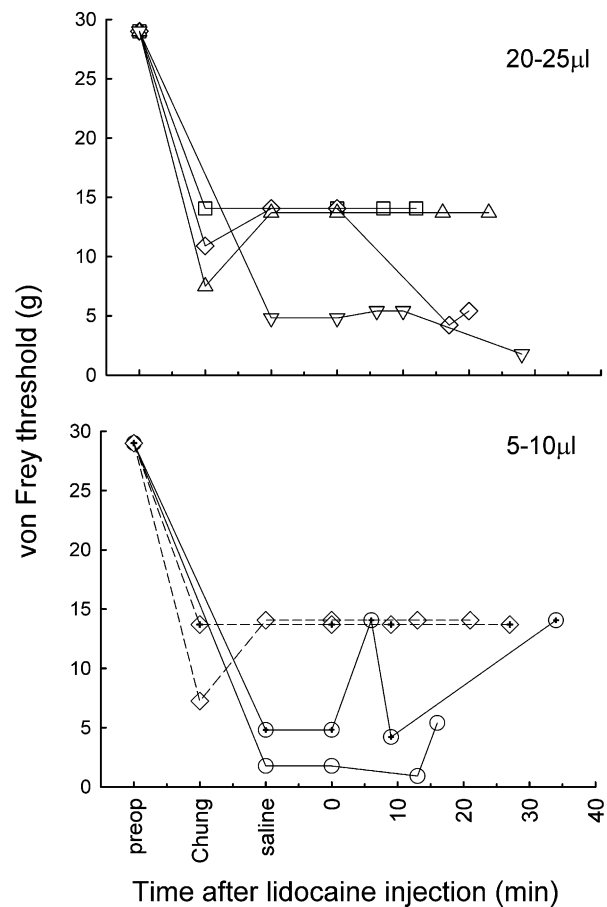 30
25
20
15
10
5
0
20-25µl
von Frey threshold (g)
30
25
20
15
10
5
0
5-10µl
preop
Chung
saline
0
10
20
30
40
Time after lidocaine injection (min)